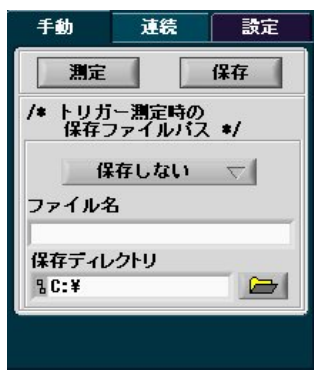 手動 連続 設定
測定 保存
/* トリガー測定時の
保存ファイルパス */
保存しない
ファイル名
保存ディレクトリ
C:¥